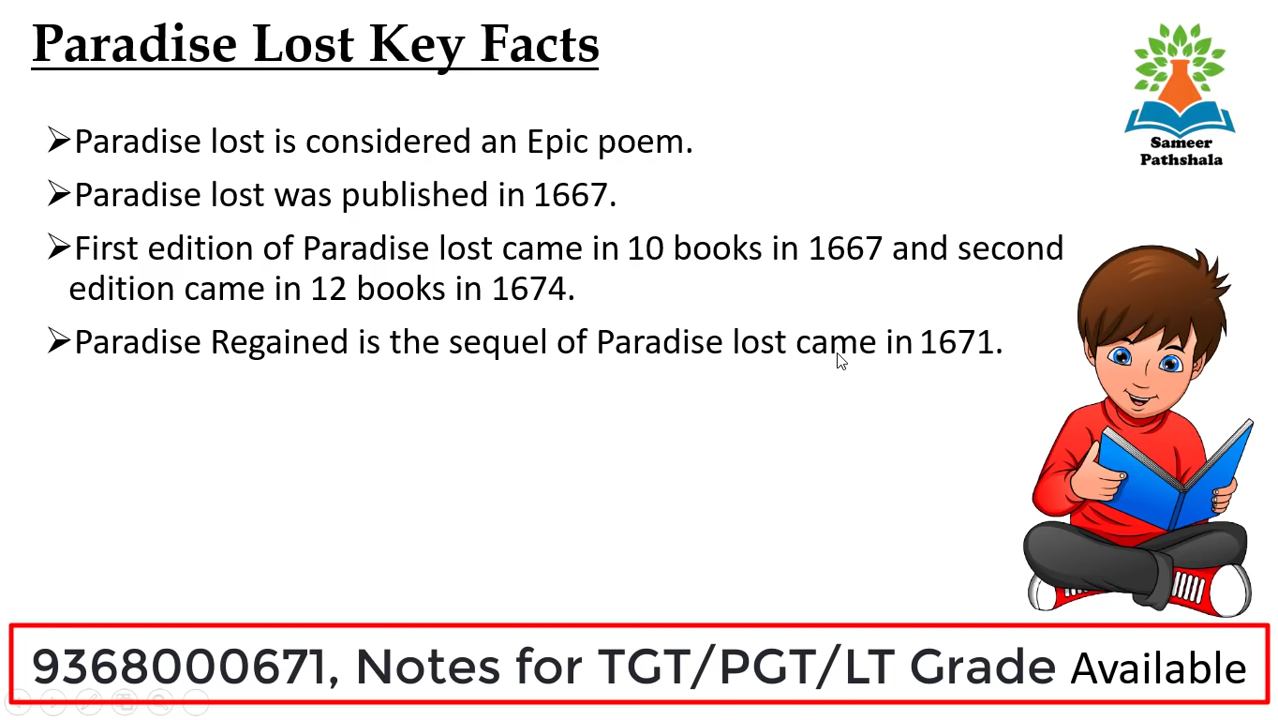 Paradise Lost Key Facts
Sameer
Pathshala
➢Paradise lost is considered an Epic poem.
➢Paradise lost was published in 1667.
➢First edition of Paradise lost came in 10 books in 1667 and second
edition came in 12 books in 1674.
➢Paradise Regained is the sequel of Paradise lost came in 1671.
9368000671, Notes for TGT/PGT/LT Grade Available